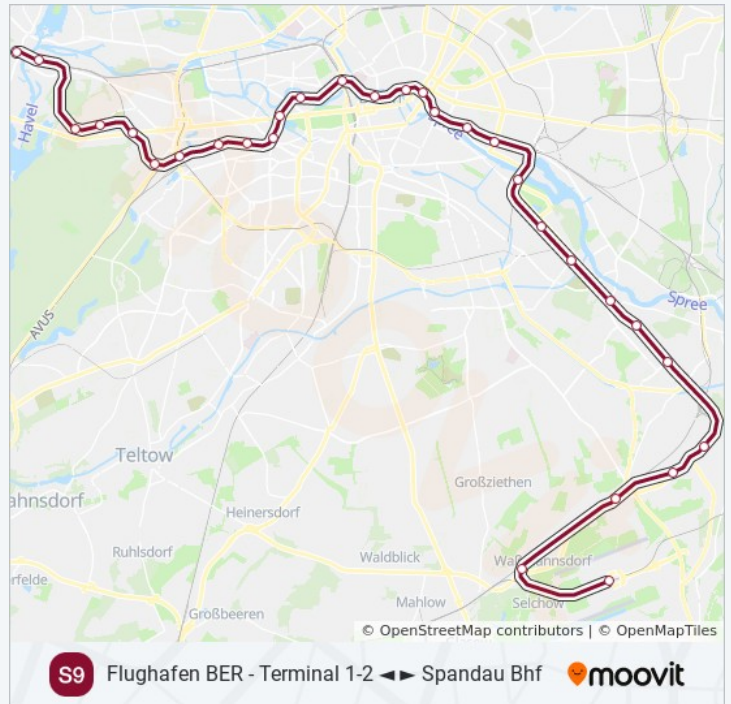 Havel
Spree
AVUS
Spree
Teltow
ahnsdorf
Großziethen
Heinersdorf
Ruhlsdorf
Waldblick
erfelde
Mahlow
Selchow
Großbeeren
© OpenStreetMap contributors | © OpenMapTiles
S9 Flughafen BER - Terminal 1-2 ◄ ► Spandau Bhf moovit